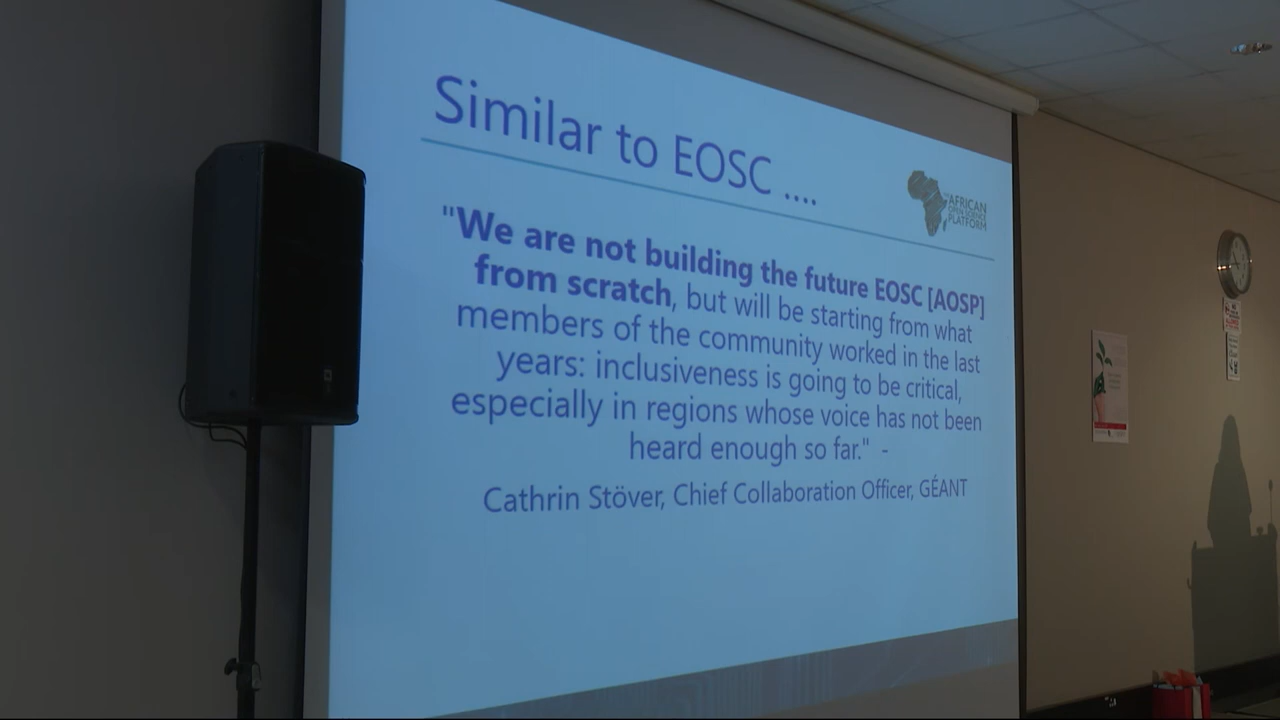 Similar to EOSC ....
THE AFRICAN
OPEN SCIENCE
PLATFORM
"We are not building the future EOSC [AOSP]
from scratch, but will be starting from what
members of the community worked in the last
years: inclusiveness is going to be critical,
especially in regions whose voice has not been
heard enough so far." -
Cathrin Stöver, Chief Collaboration Officer, GÉANT